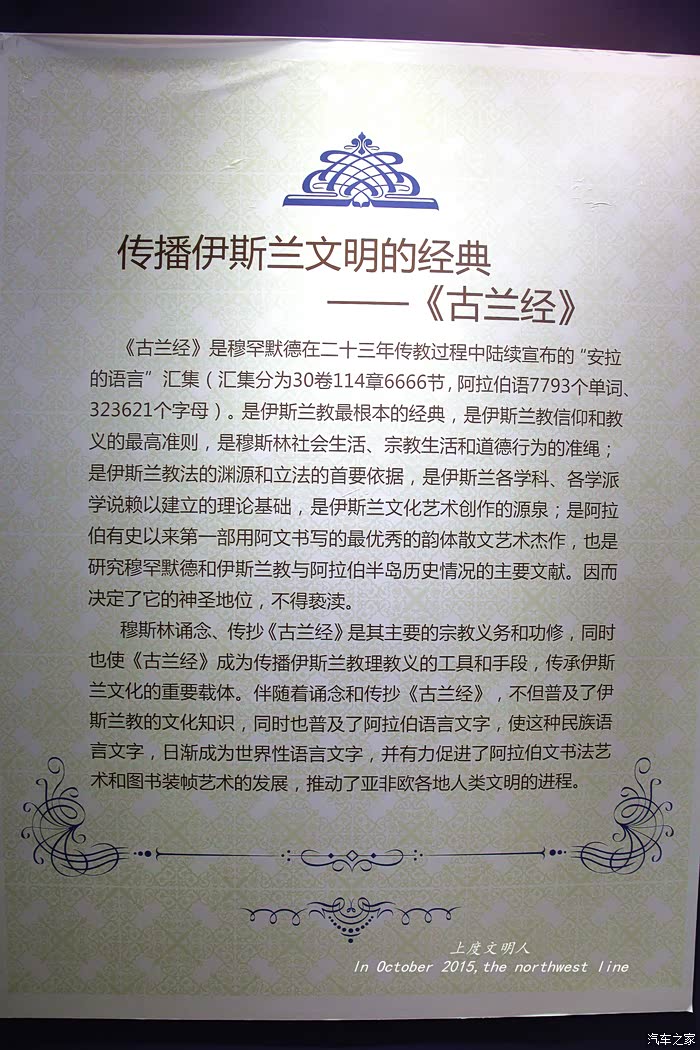 传播伊斯兰文明的经典
——《古兰经》
《古兰经》是穆罕默德在二十三年传教过程中陆续宣布的“安拉
的语言”汇集（汇集分为30卷114章6666节，阿拉伯语7793个单词、
323621个字母）。是伊斯兰教最根本的经典，是伊斯兰教信仰和教
义的最高准则，是穆斯林社会生活、宗教生活和道德行为的准绳；
是伊斯兰教法的渊源和立法的首要依据，是伊斯兰各学科、各学派
学说赖以建立的理论基础，是伊斯兰文化艺术创作的源泉；是阿拉
伯有史以来第一部用阿文书写的最优秀的韵体散文艺术杰作，也是
研究穆罕默德和伊斯兰教与阿拉伯半岛历史情况的主要文献。因而
决定了它的神圣地位，不得亵渎。
穆斯林诵念、传抄《古兰经》是其主要的宗教义务和功修，同时
也使《古兰经》成为传播伊斯兰教理教义的工具和手段，传承伊斯
兰文化的重要载体。伴随着诵念和传抄《古兰经》，不但普及了伊
斯兰教的文化知识，同时也普及了阿拉伯语言文字，使这种民族语
言文字，日渐成为世界性语言文字，并有力促进了阿拉伯文书法艺
术和图书装帧艺术的发展，推动了亚非欧各地人类文明的进程。
上度文明人
In October 2015,the northwest line
汽车之家